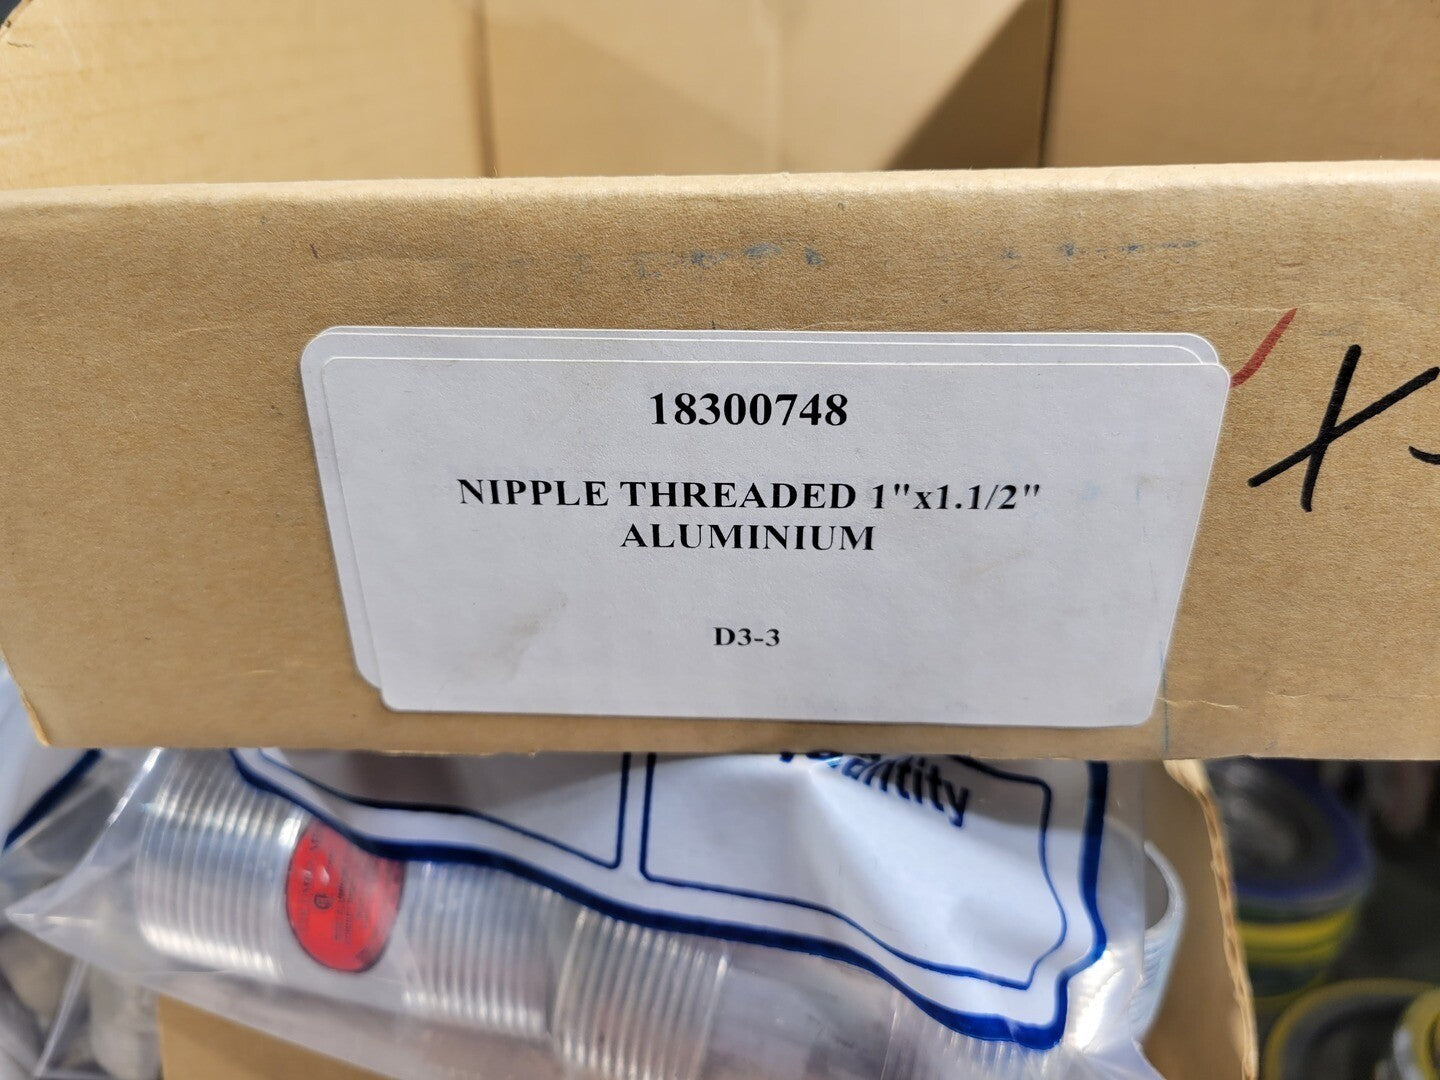 18300748
NIPPLE THREADED 1"x1.1/2"
ALUMINIUM
D3-3
X